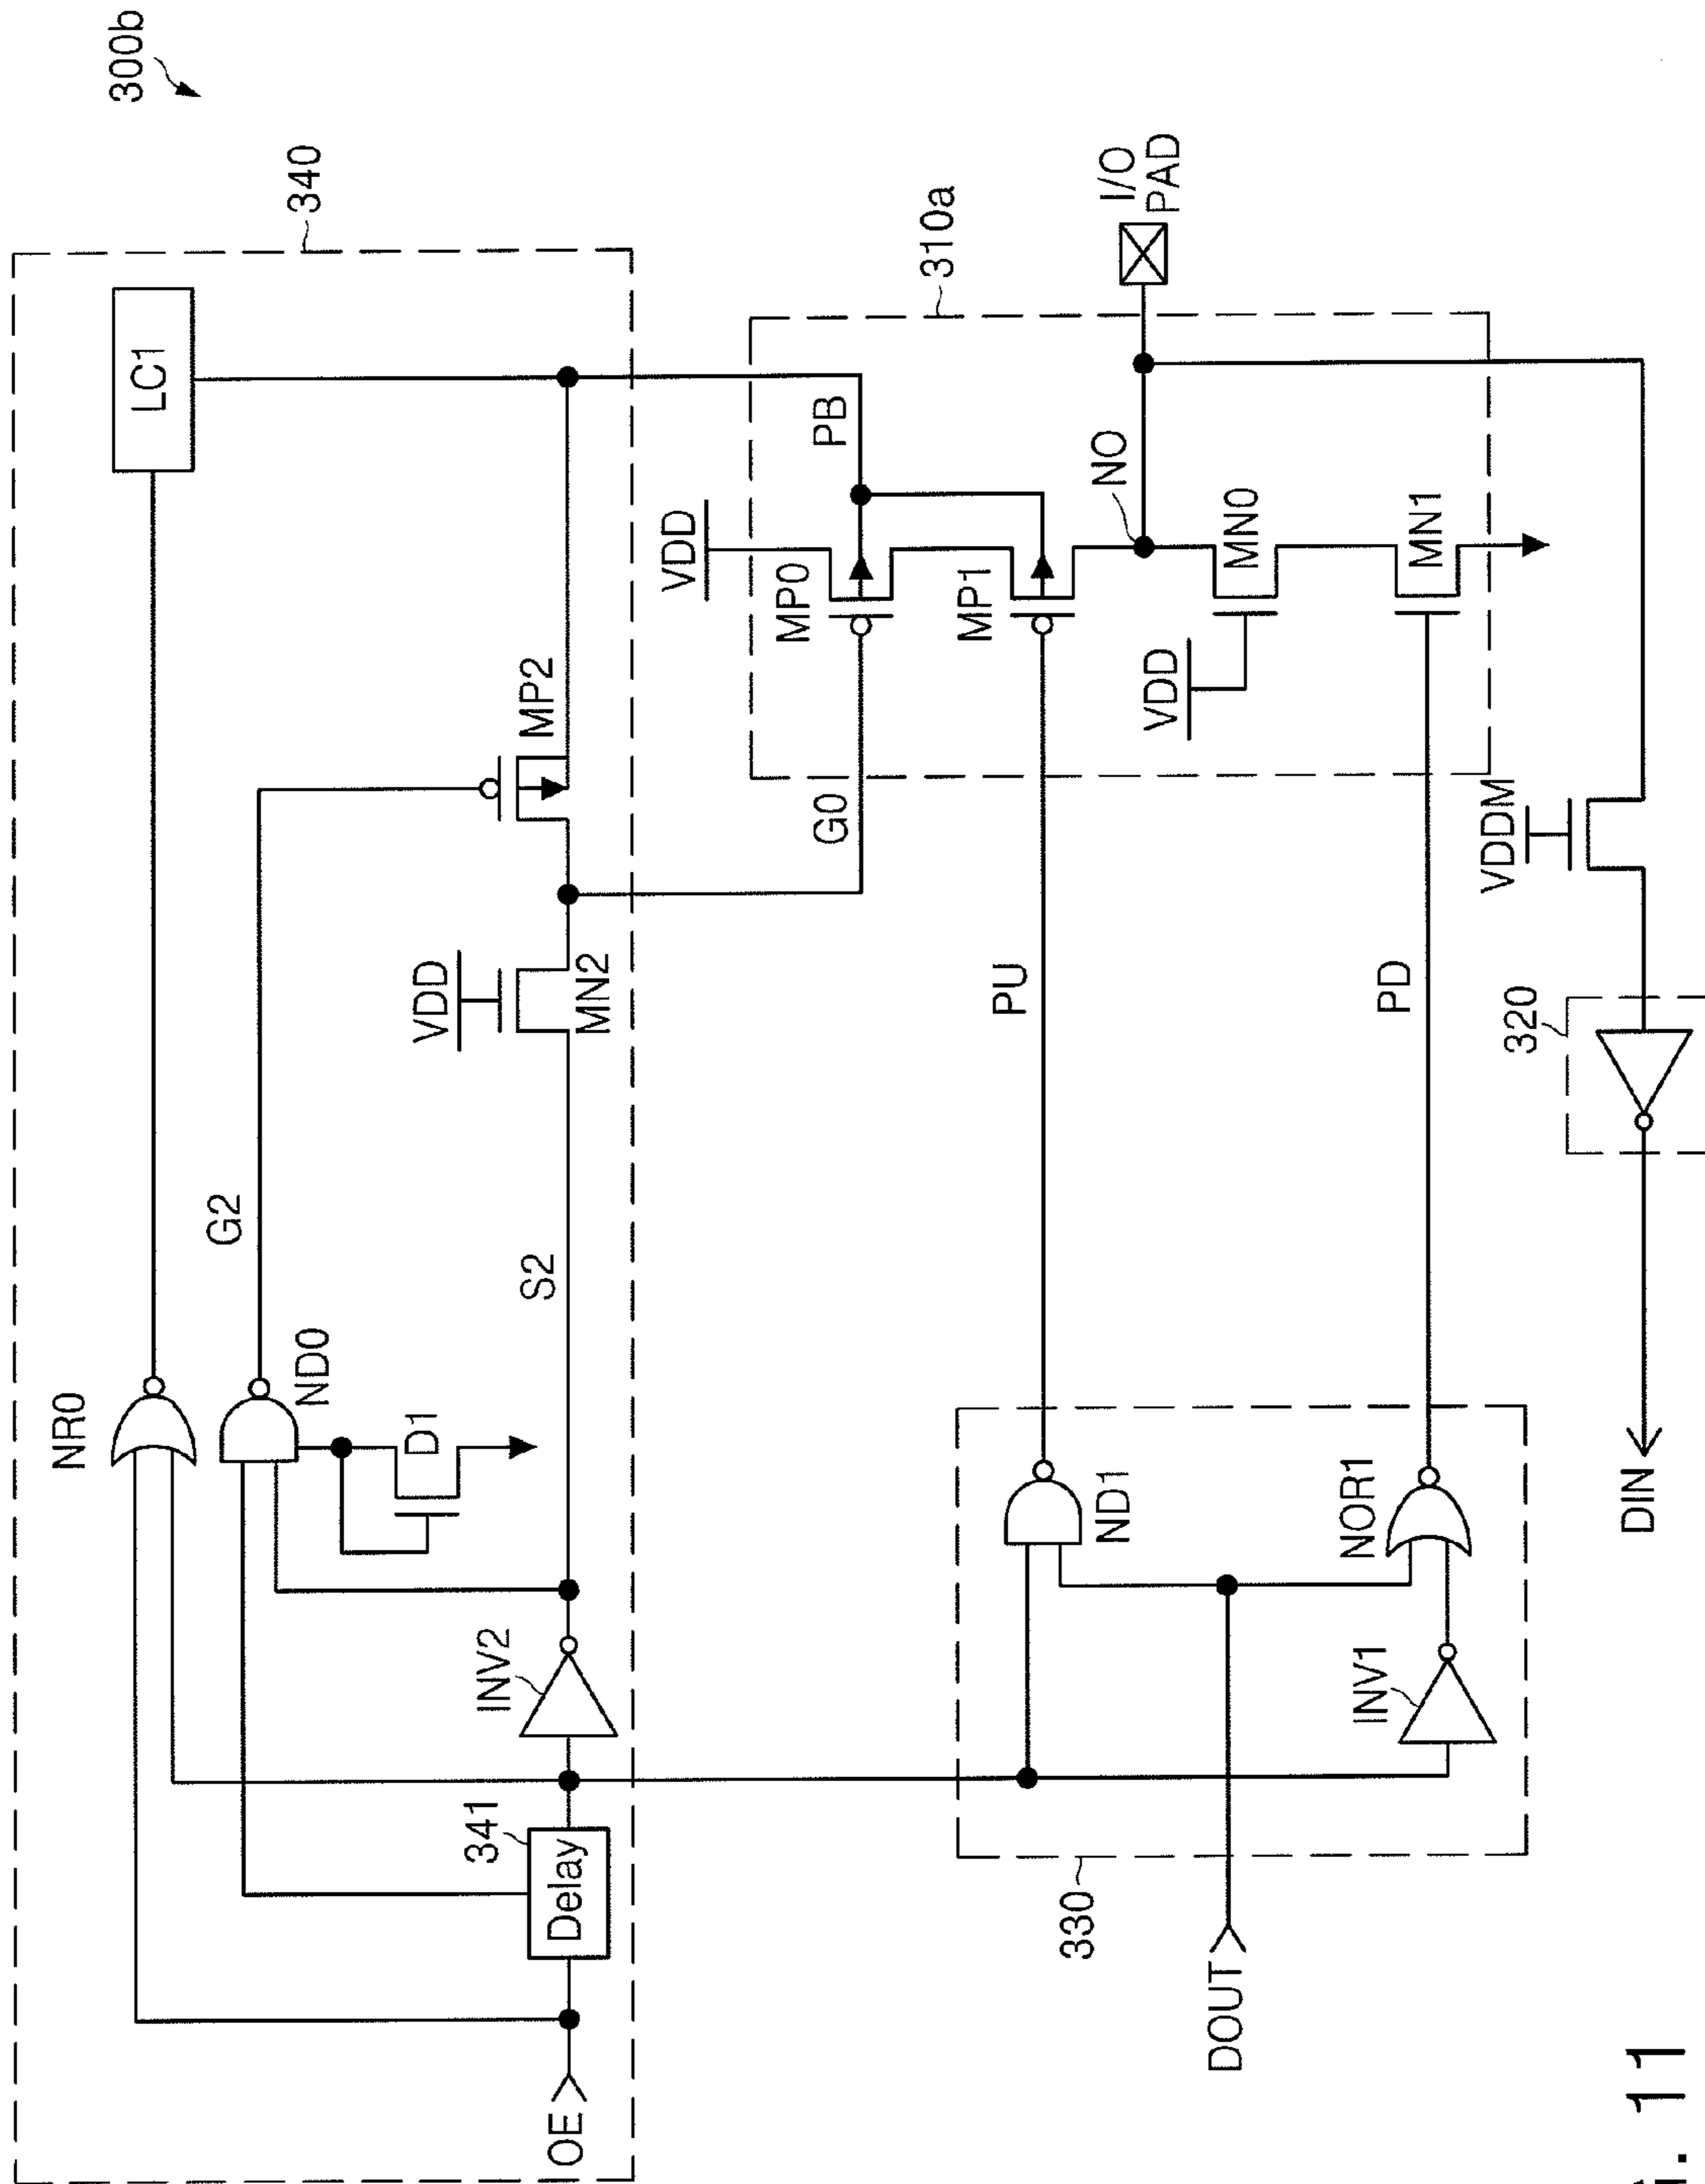 300b
340
LC1
NR0
G2
ND0
D1
VDD
MP2
MN2
S2
INV2
341
Delay
OE
310a
VDD
PB
MP0
G0
MP1
NO
I/O
PAD
PU
VDD
MN0
MN1
PD
ND1
NOR1
INV1
330
DOUT
VDDM
320
DIN
11